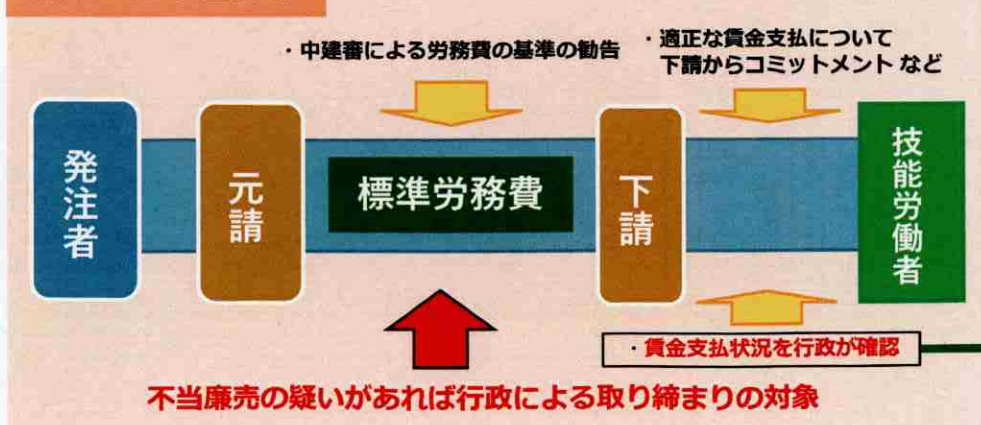 ・中建審による労務費の基準の勧告
・適正な賃金支払について
下請からコミットメント など
発注者
元請
標準労務費
下請
技能労働者
・賃金支払状況を行政が確認
不当廉売の疑いがあれば行政による取り締まりの対象